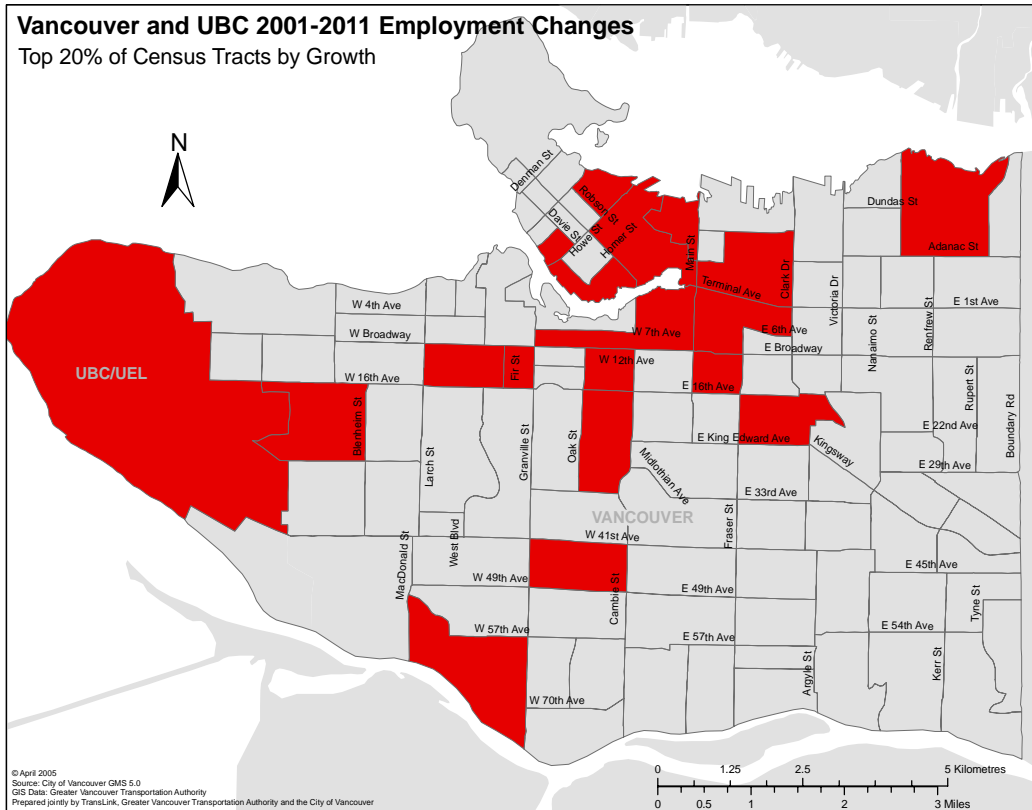 Vancouver and UBC 2001-2011 Employment Changes
Top 20% of Census Tracts by Growth
N
Denman St
Robson St
Davie St
Howe St
Homer St
Main St
Terminal Ave
Clark Dr
Victoria Dr
Dundas St
Adanac St
Nanaimo St
Renfrew St
E 1st Ave
W 4th Ave
W Broadway
W 7th Ave
E 6th Ave
E Broadway
W 12th Ave
Fir St
UBC/UEL
W 16th Ave
E 16th Ave
Rupert St
Boundary Rd
Blenheim St
Larch St
Granville St
Oak St
E King Edward Ave
Kingsway
E 22nd Ave
E 29th Ave
Midlothian Ave
E 33rd Ave
VANCOUVER
Fraser St
W 41st Ave
West Blvd
MacDonald St
W 49th Ave
Cambie St
E 49th Ave
E 45th Ave
Tyne St
W 57th Ave
E 57th Ave
E 54th Ave
Argyle St
Kerr St
W 70th Ave
© April 2005
Source: City of Vancouver GMS 5.0
GIS Data: Greater Vancouver Transportation Authority
Prepared jointly by TransLink, Greater Vancouver Transportation Authority and the City of Vancouver
0 1.25 2.5 5 Kilometres
0 0.5 1 2 3 Miles